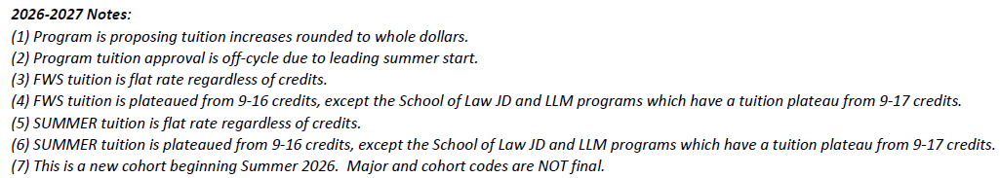 2026-2027 Notes:
(1) Program is proposing tuition increases rounded to whole dollars.
(2) Program tuition approval is off-cycle due to leading summer start.
(3) FWS tuition is flat rate regardless of credits.
(4) FWS tuition is plateaued from 9-16 credits, except the School of Law JD and LLM programs which have a tuition plateau from 9-17 credits.
(5) SUMMER tuition is flat rate regardless of credits.
(6) SUMMER tuition is plateaued from 9-16 credits, except the School of Law JD and LLM programs which have a tuition plateau from 9-17 credits.
(7) This is a new cohort beginning Summer 2026.  Major and cohort codes are NOT final.